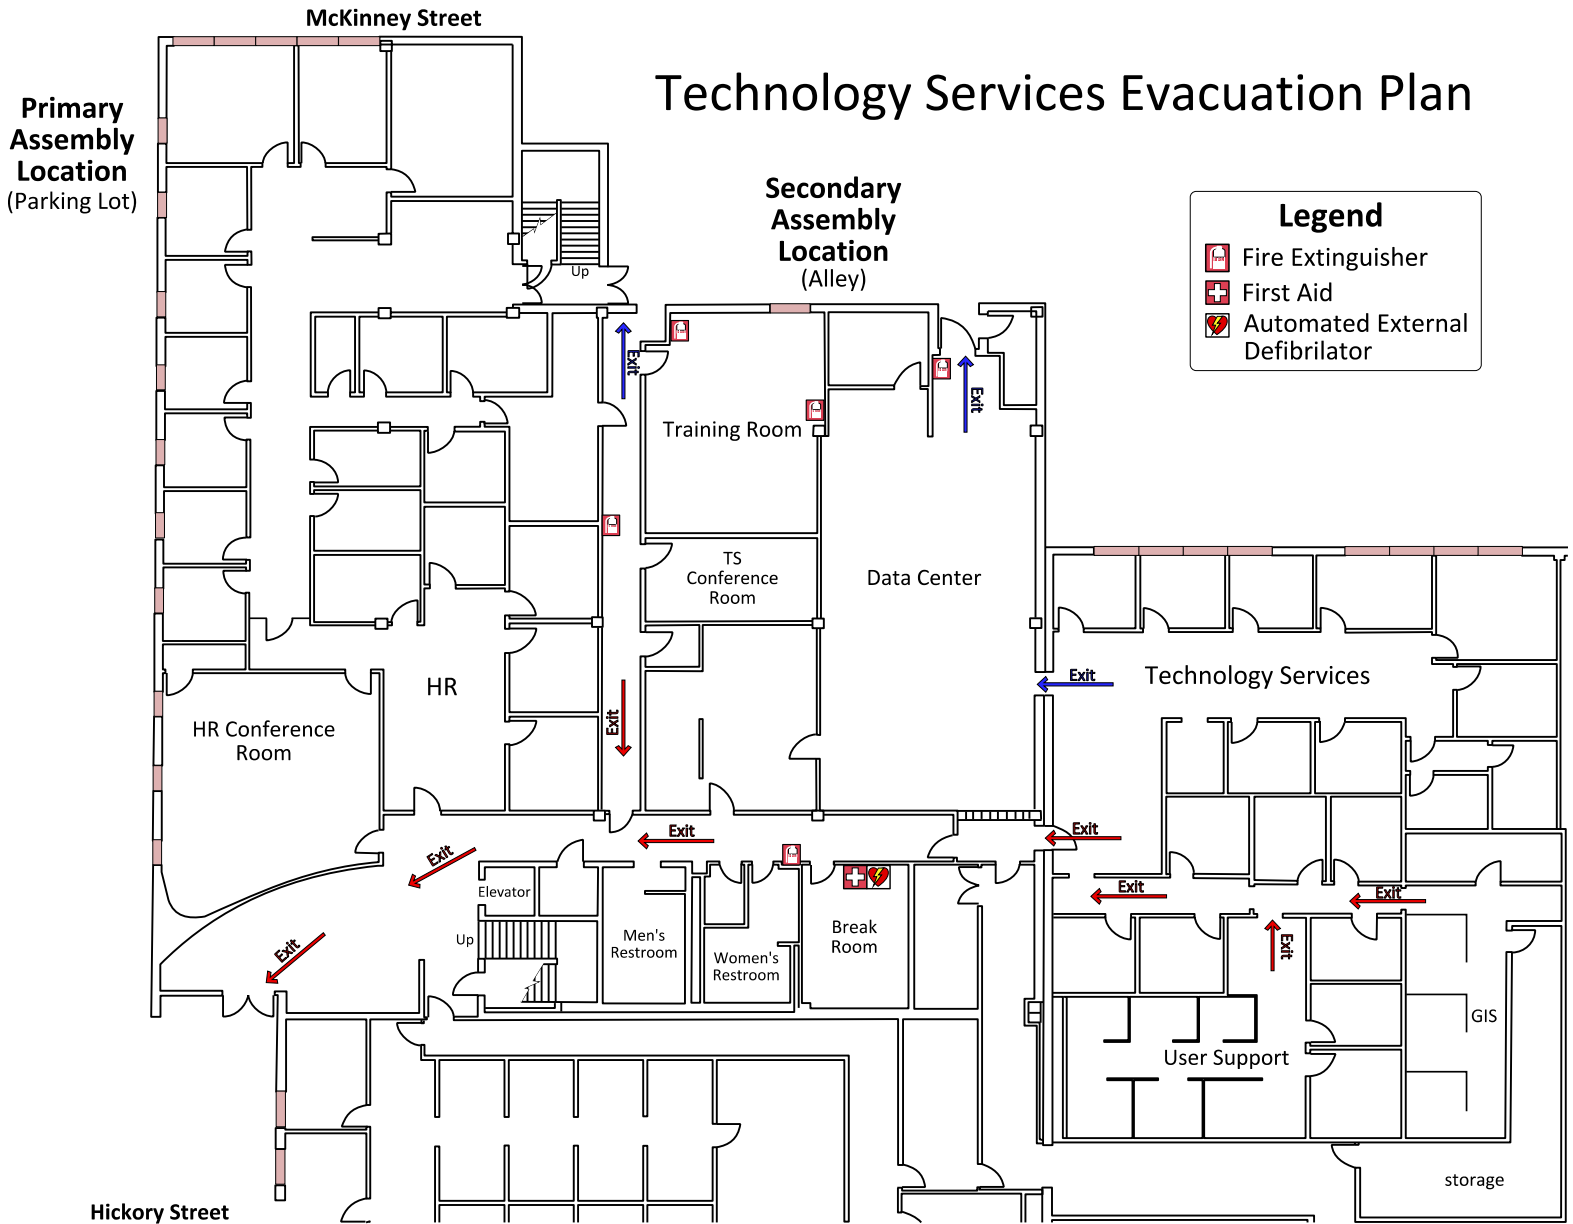 McKinney Street
Technology Services Evacuation Plan
Primary
Assembly
Location
(Parking Lot)
Secondary
Assembly
Location
(Alley)
Legend
Fire Extinguisher
First Aid
Automated External
Defibrilator
Up
Exit
Exit
Training Room
TS
Conference
Room
Data Center
Exit
Technology Services
HR
HR Conference
Room
Exit
Exit
Exit
Exit
Exit
Exit
Exit
Exit
Exit
Elevator
Up
Men's
Restroom
Women's
Restroom
Break
Room
GIS
User Support
storage
Hickory Street